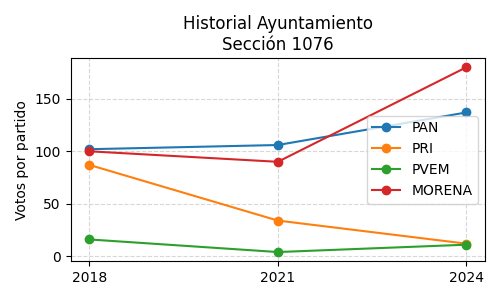 Historial Ayuntamiento
Sección 1076
Votos por partido
150
100
50
0
2018
2021
2024
PAN
PRI
PVEM
MORENA